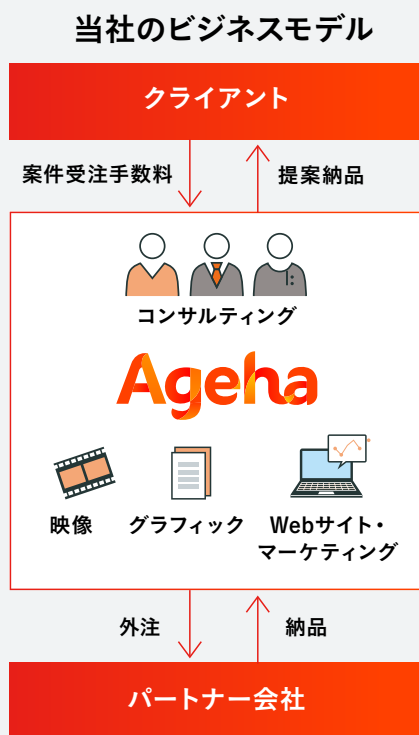 当社のビジネスモデル
クライアント
案件受注手数料
提案納品
コンサルティング
Ageha
映像
グラフィック
Webサイト・
マーケティング
外注
納品
パートナー会社